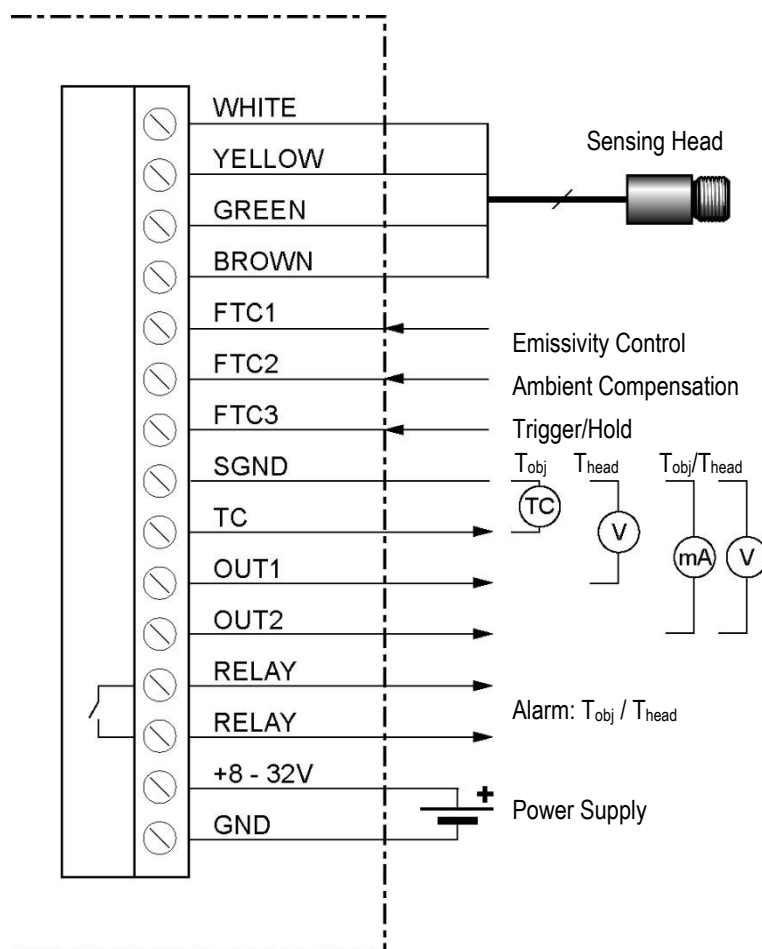 WHITE
YELLOW
GREEN
BROWN
Sensing Head
FTC1
Emissivity Control
FTC2
Ambient Compensation
FTC3
Trigger/Hold
SGND
Tobj Thead Tobj/Thead
TC
TC
V
mA V
OUT1
OUT2
RELAY
RELAY
Alarm: Tobj / Thead
+8 - 32V
+
Power Supply
GND